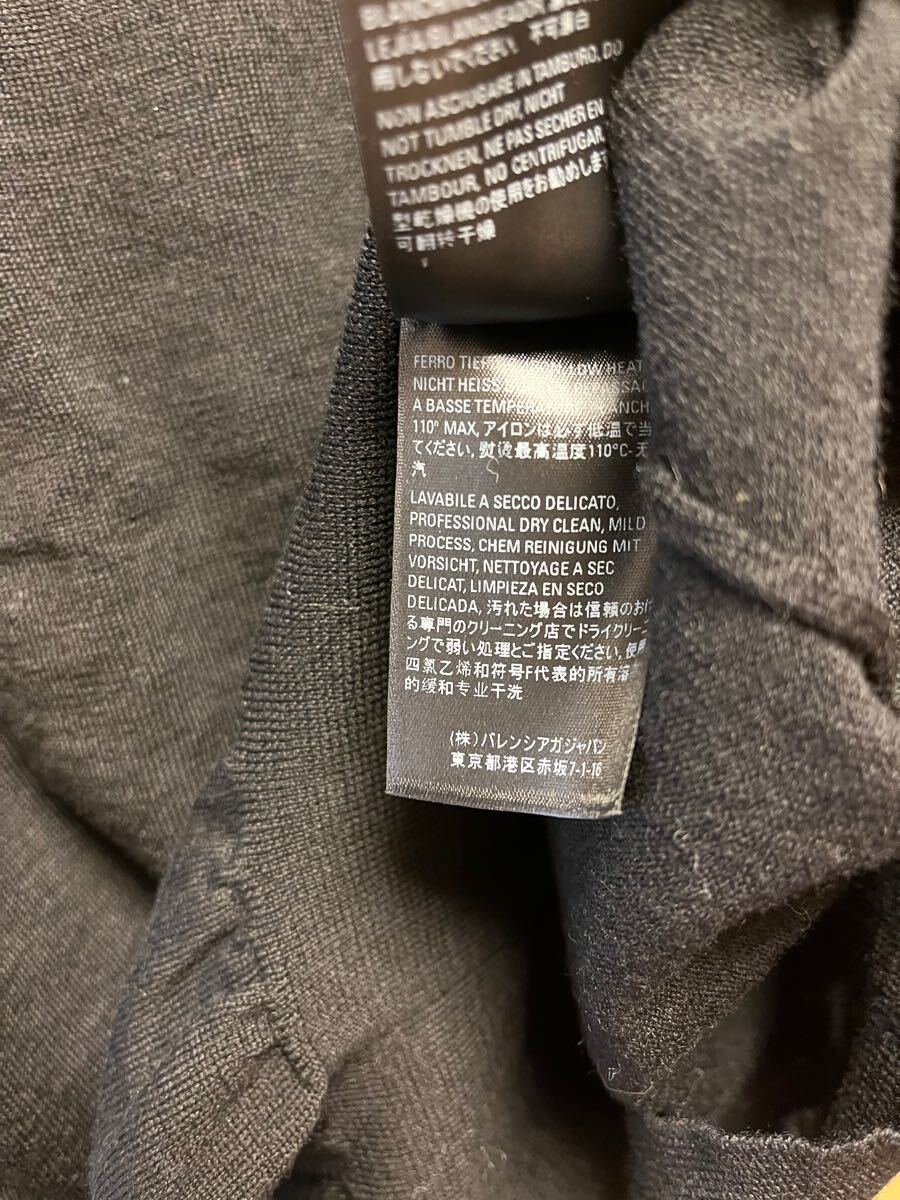 LEJÍA BLANQUEADOR
用しないでください 不可漂白
NON ASCIUGARE IN TAMBURO, DO
NOT TUMBLE DRY, NICHT
TROCKNEN, NE PAS SECHER EN
TAMBOUR, NO CENTRIFUGAR,
型乾燥機の使用をお勧めしま
可翻转干燥
FERRO LOW HEAT
NICHT HEISS
A BASSE TEMPER
110° MAX, アイロンは必ず低温で当
てください, 熨烫最高温度110°C- 无
汽
LAVABILE A SECCO DELICATO,
PROFESSIONAL DRY CLEAN, MILD
PROCESS, CHEM REINIGUNG MIT
VORSICHT, NETTOYAGE A SEC
DELICAT, LIMPIEZA EN SECO
DELICADA, 汚れた場合は信頼のおけ
る専門のクリーニング店でドライクリー
ングで弱い処理とご指定ください, 使用
四氯乙烯和符号F代表的所有溶
的缓和专业干洗
(株)バレンシアガジャパン
東京都港区赤坂7-1-16